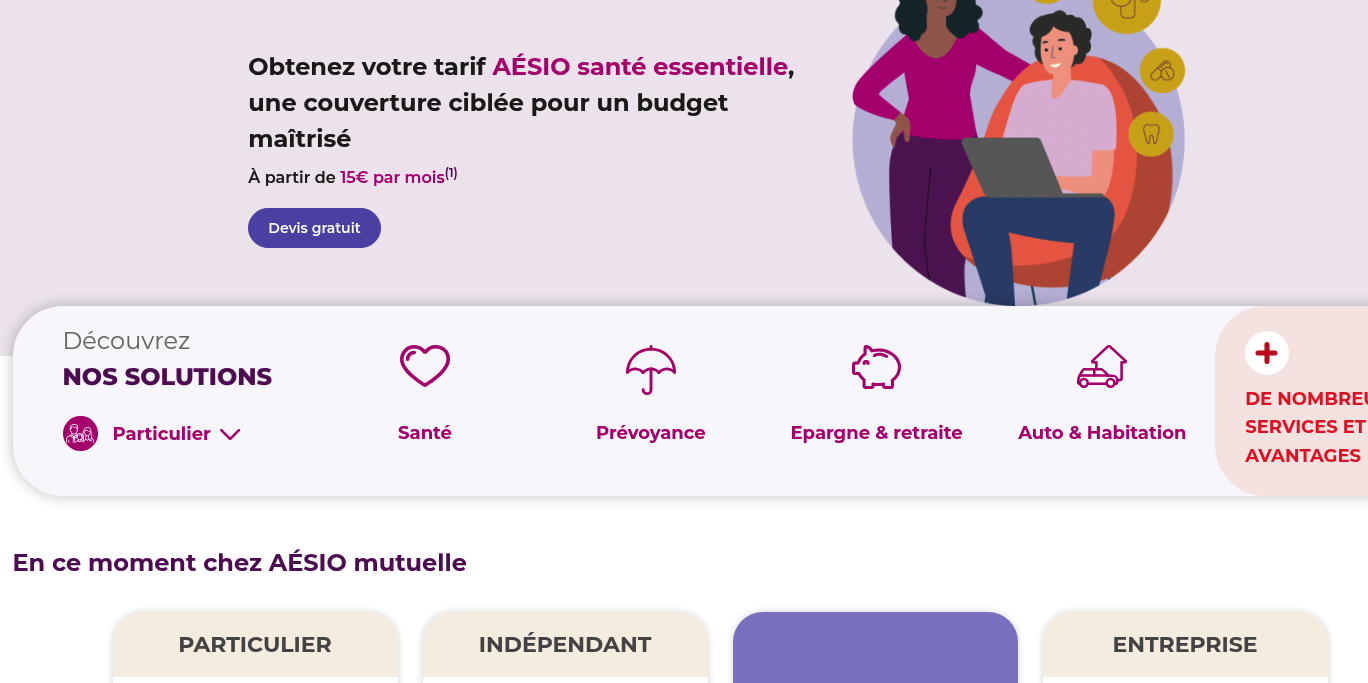 Obtenez votre tarif AÉSIO santé essentielle,
une couverture ciblée pour un budget
maîtrisé
À partir de 15€ par mois(1)
Devis gratuit
Découvrez
NOS SOLUTIONS
Particulier
Santé
Prévoyance
Epargne & retraite
Auto & Habitation
DE
SERVICES ET
AVANTAGES
En ce moment chez AÉSIO mutuelle
PARTICULIER
INDÉPENDANT
ENTREPRISE